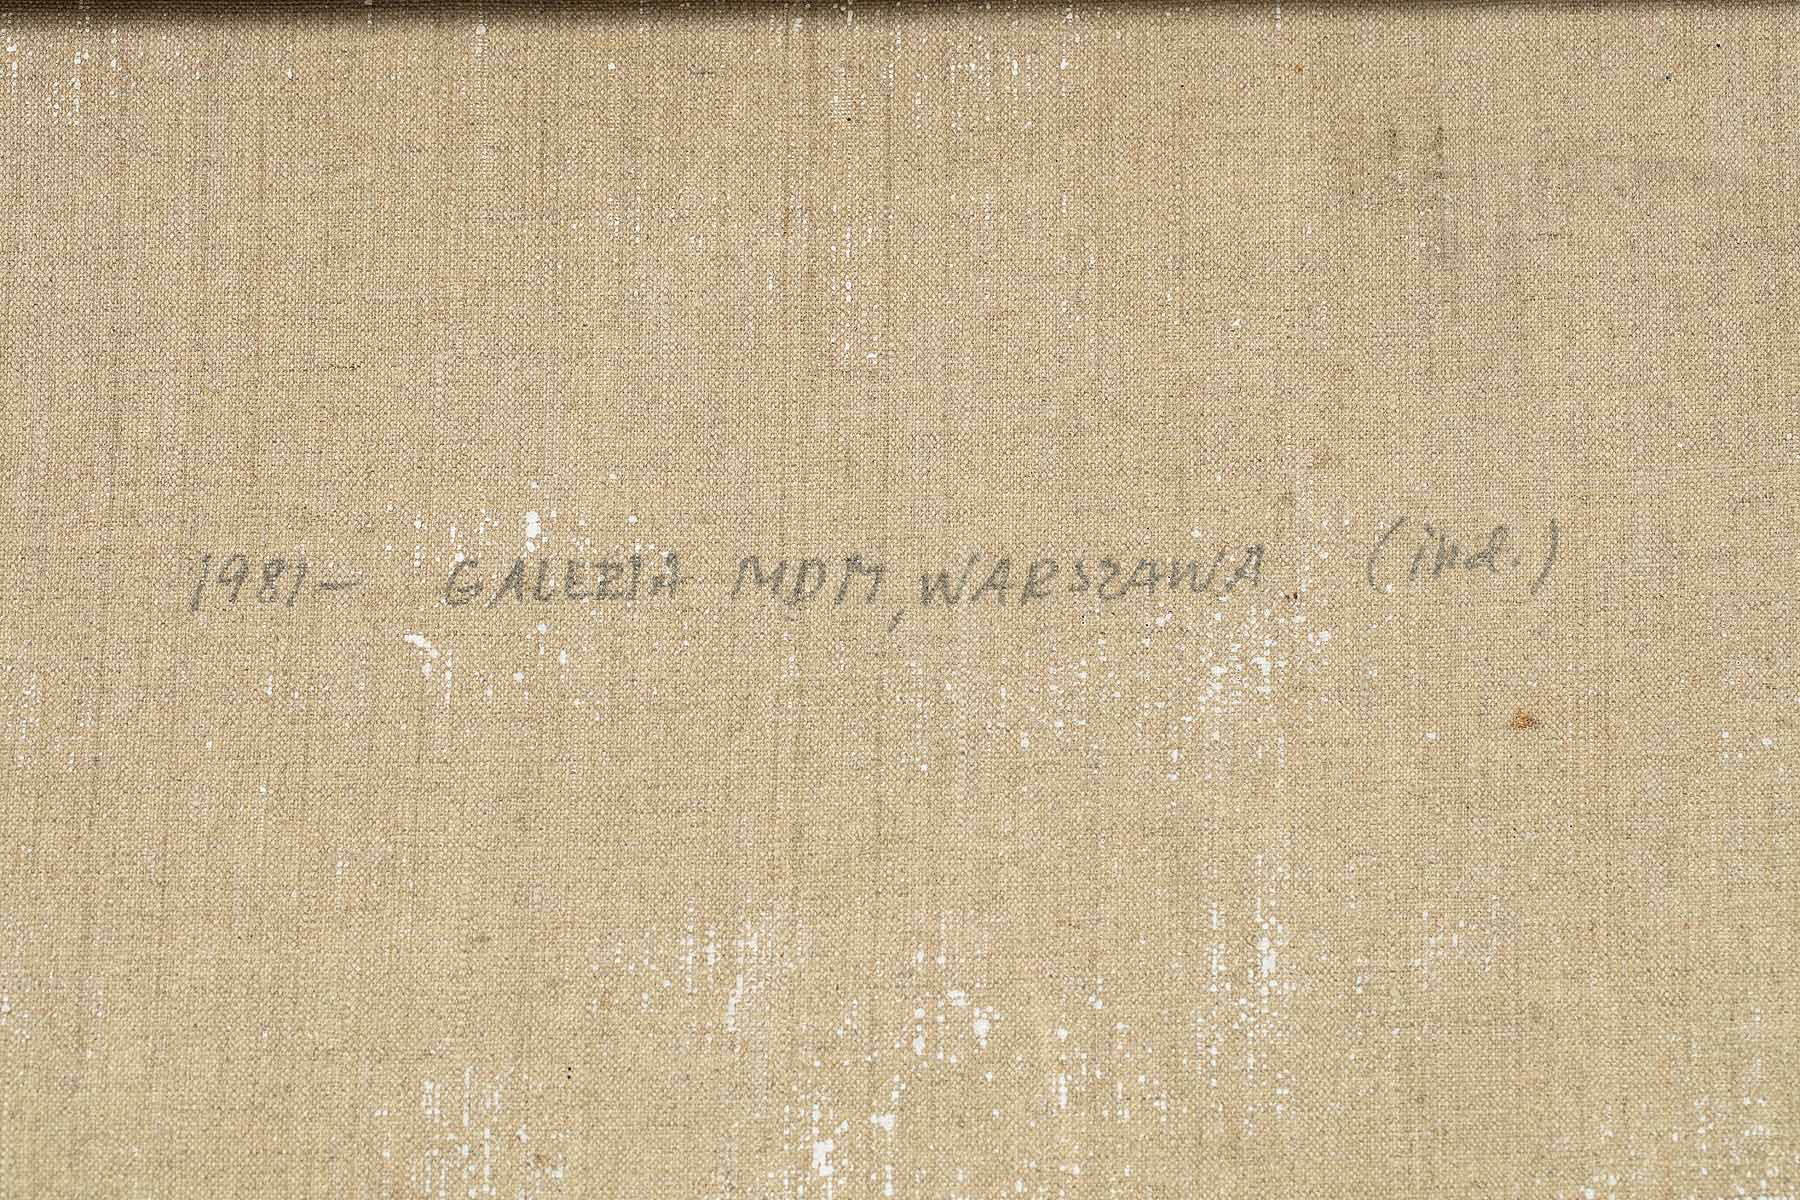 1981- GALERIA MDM, WARSZAWA (ind.)